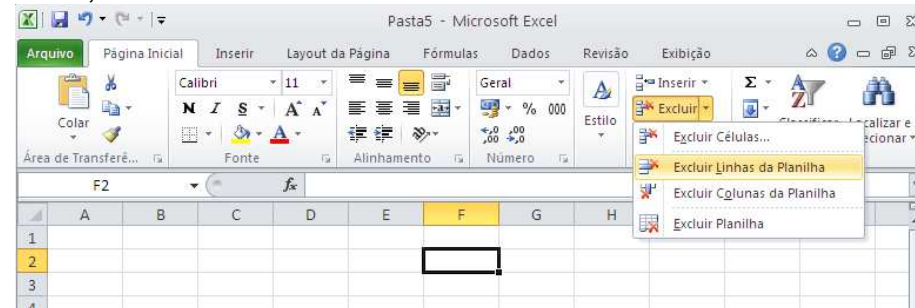 Pasta5 - Microsoft Excel
Arquivo Página Inicial Inserir Layout da Página Fórmulas Dados Revisão Exibição
Calibri 11 Geral Inserir Σ
Colar N I S A A % 000 Estilo Excluir
A ,00 ,00
Área de Transferê... Fonte Alinhamento Número
Excluir Células...
Excluir Linhas da Planilha
Excluir Colunas da Planilha
Excluir Planilha
F2 fx
A B C D E F G H
1
2
3